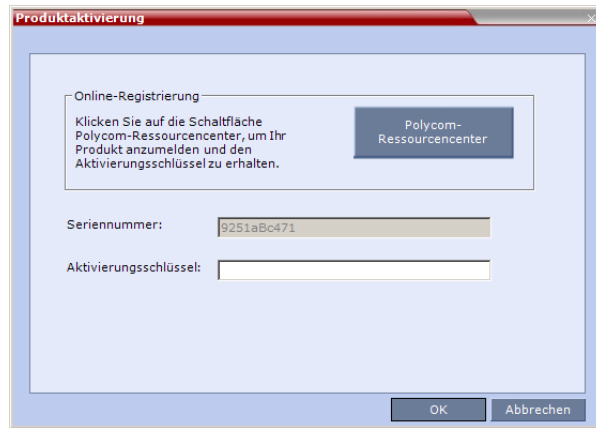 Produktaktivierung
Online-Registrierung
Klicken Sie auf die Schaltfläche
Polycom-Ressourcencenter, um Ihr
Produkt anzumelden und den
Aktivierungsschlüssel zu erhalten.
Polycom-
Ressourcencenter
Seriennummer:
9251aBc471
Aktivierungsschlüssel:
OK
Abbrechen